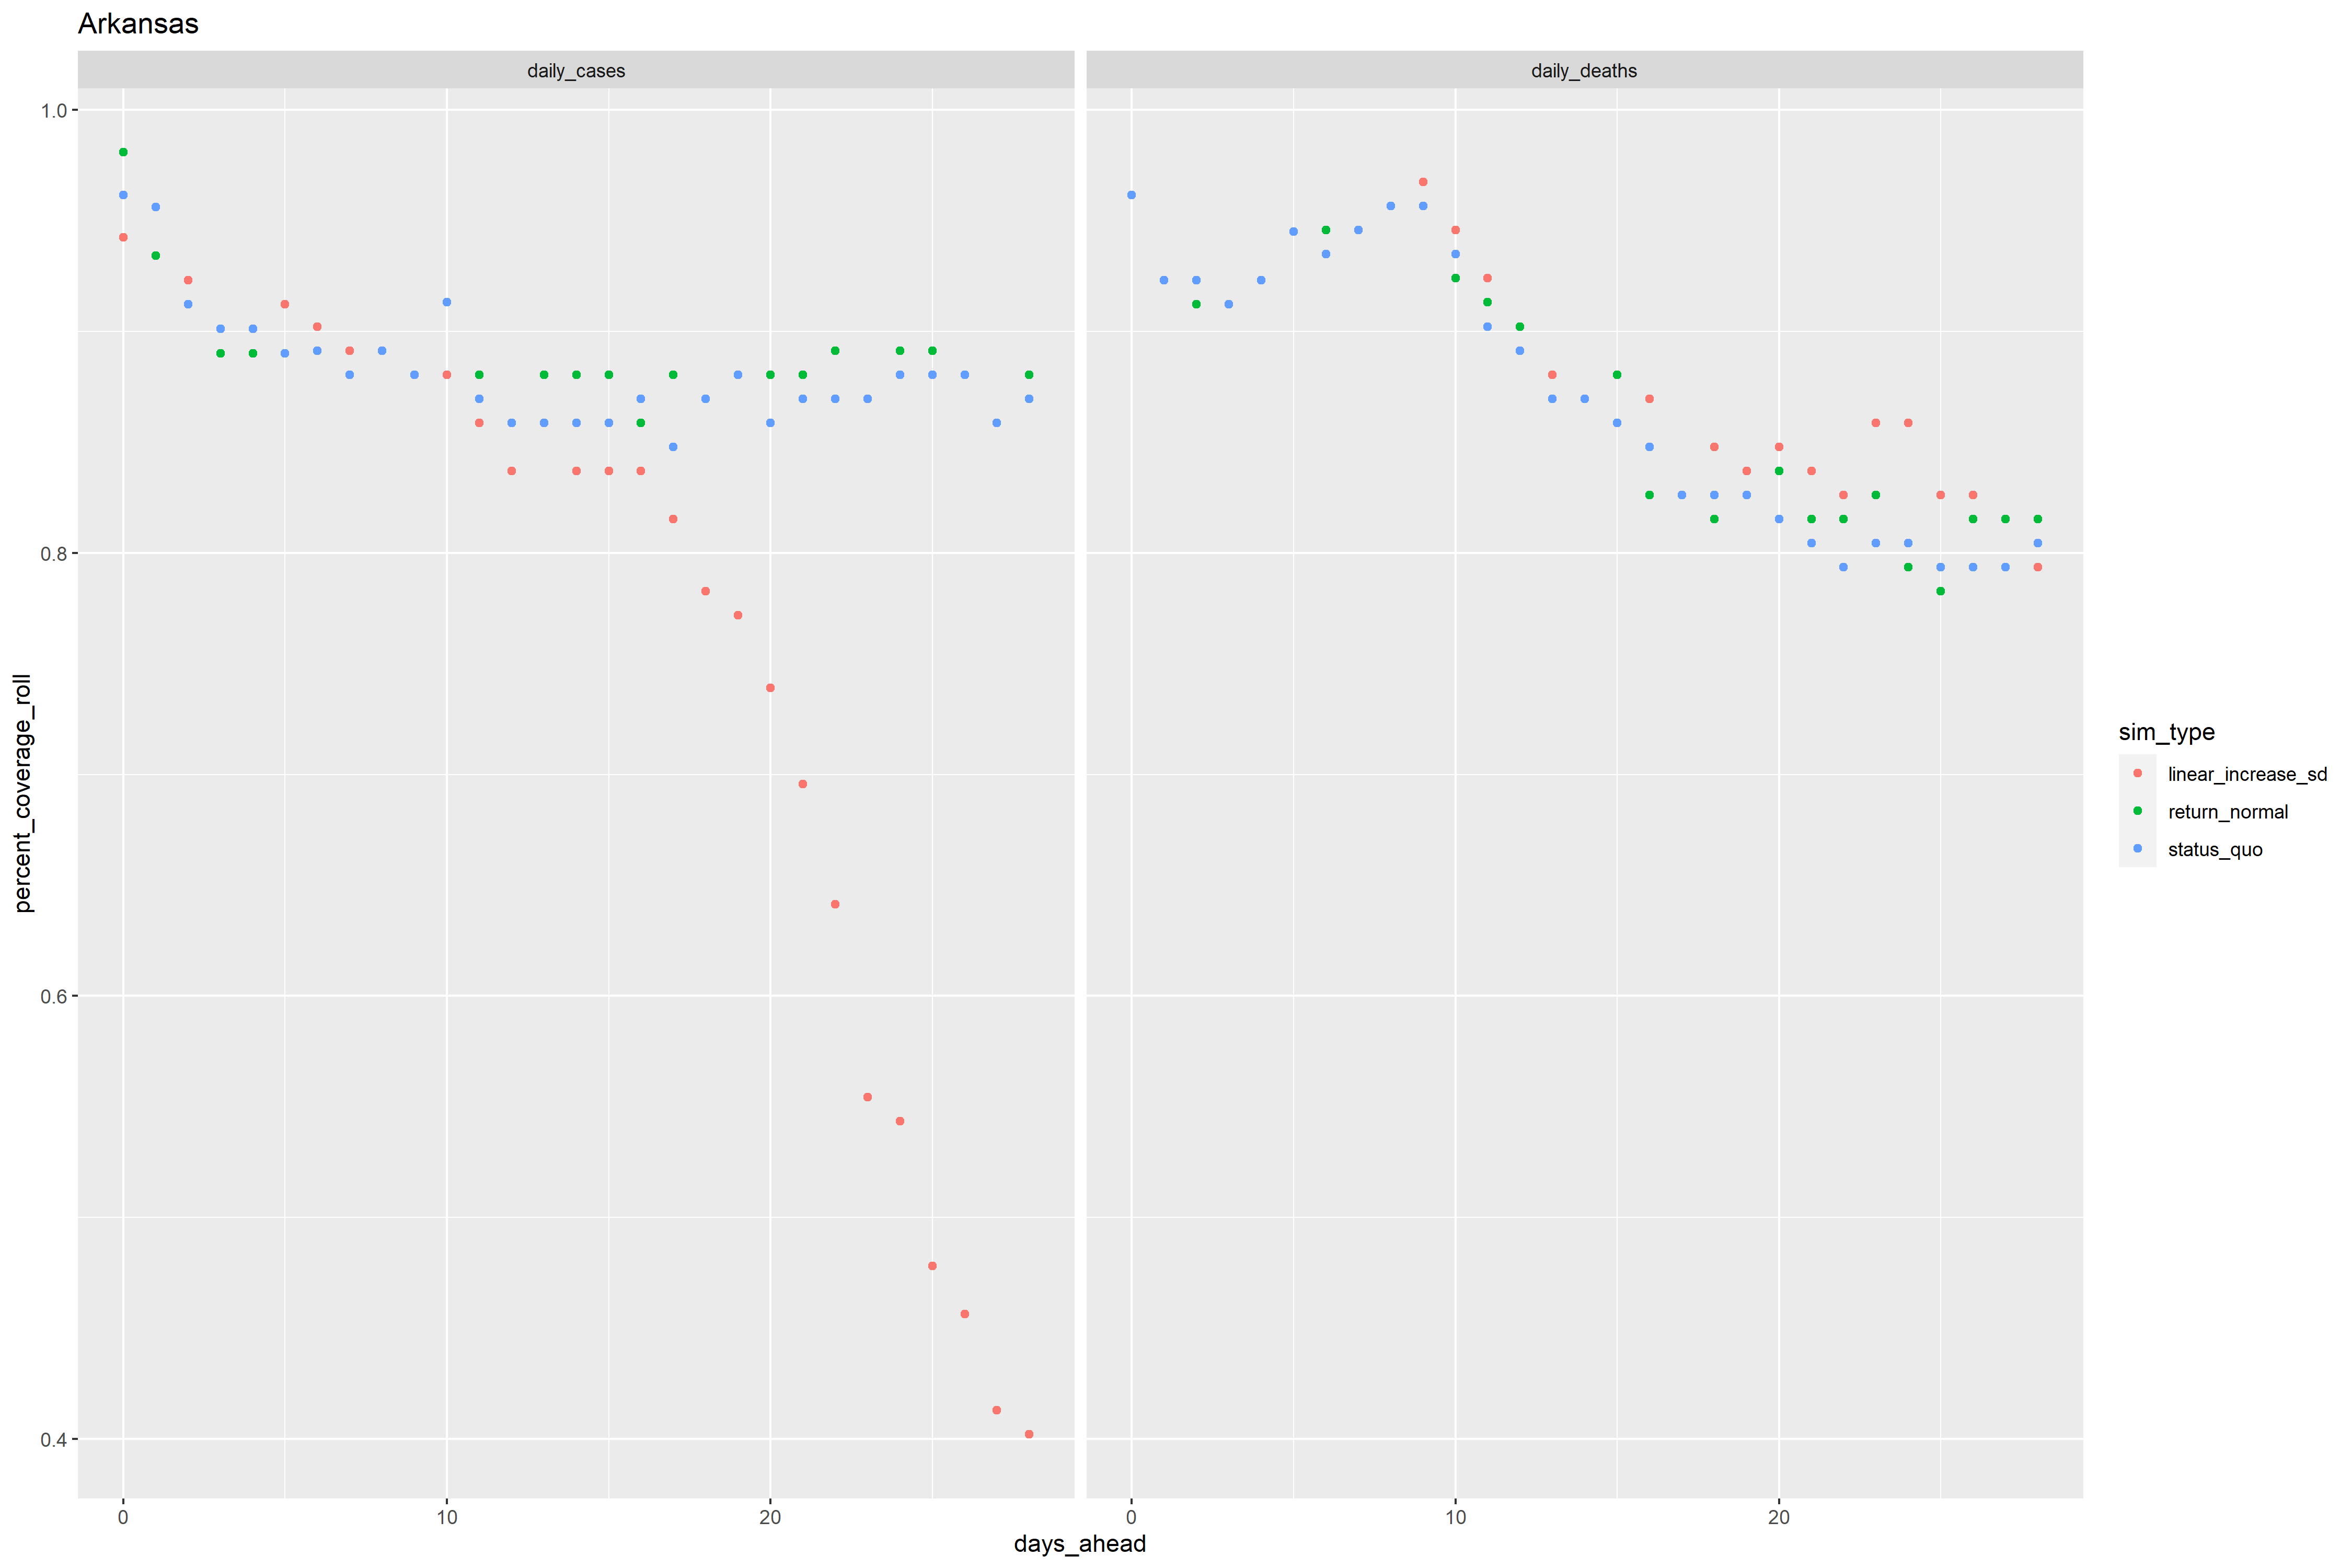 Arkansas
daily_cases
daily_deaths
1.0
0.8
0.6
0.4
percent_coverage_roll
0
10
20
0
10
20
days_ahead
sim_type
linear_increase_sd
return_normal
status_quo